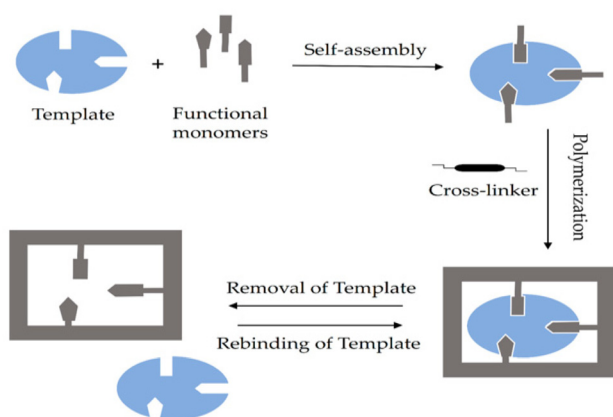 Self-assembly
+
Template
Functional
monomers
Polymerization
Cross-linker
Removal of Template
Rebinding of Template